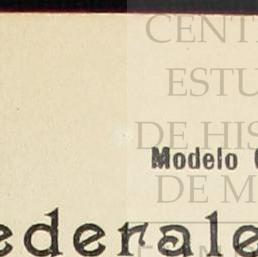 CENT
ESTU
DE HIS
Modelo
DE M
ederale